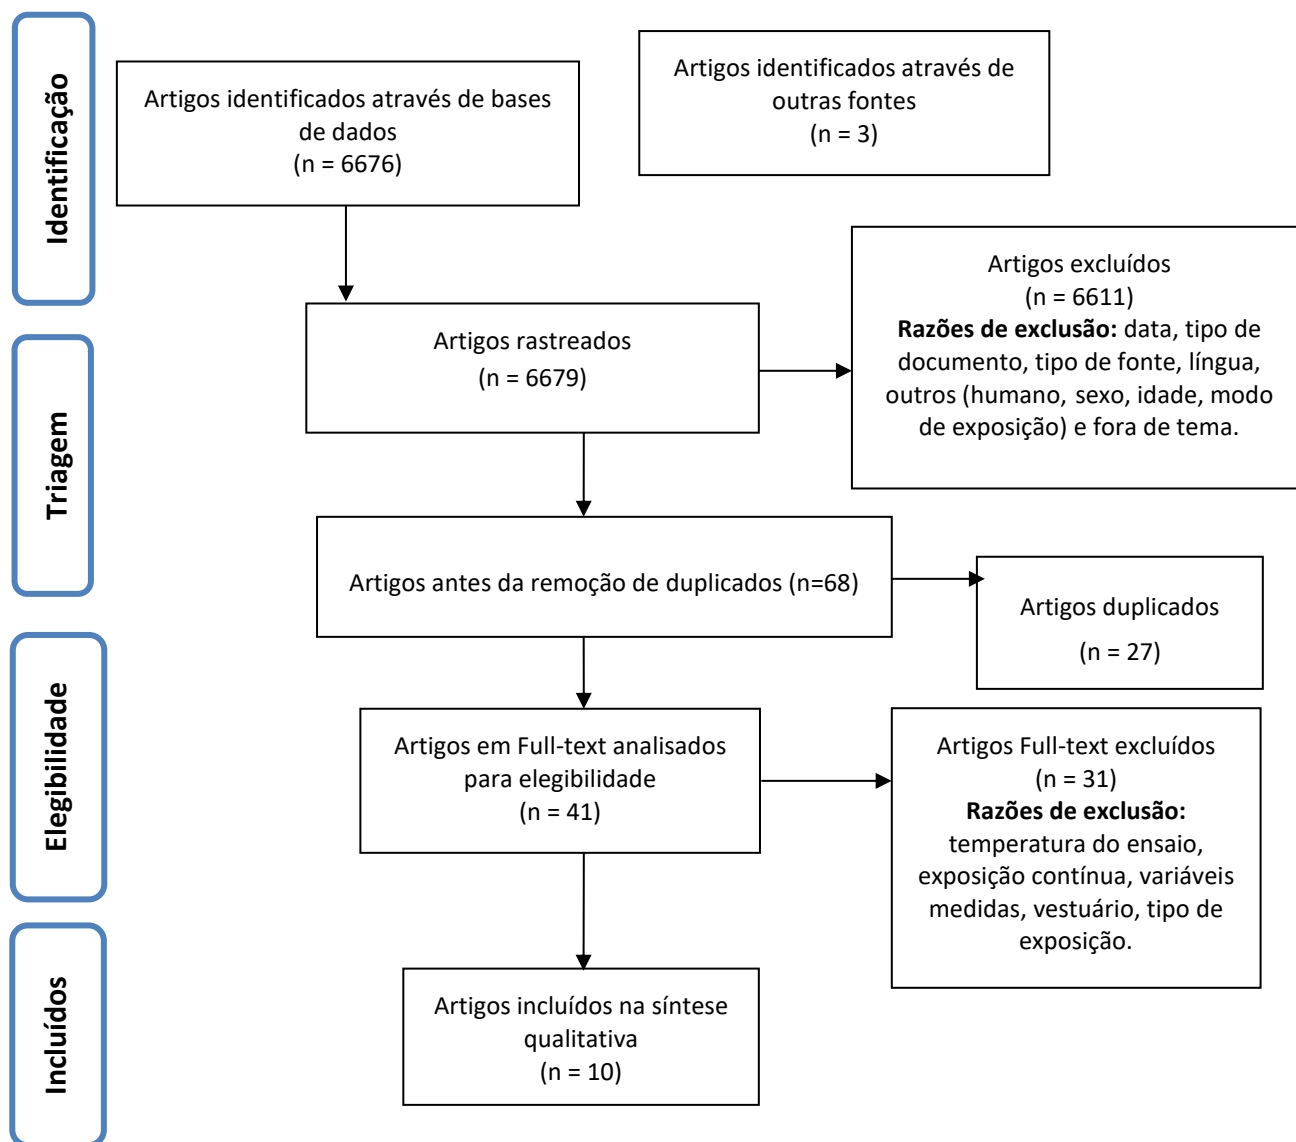 Identificação
Artigos identificados através de bases
de dados
(n = 6676)
Artigos identificados através de
outras fontes
(n = 3)
Triagem
Artigos rastreados
(n = 6679)
Artigos excluídos
(n = 6611)
Razões de exclusão: data, tipo de
documento, tipo de fonte, língua,
outros (humano, sexo, idade, modo
de exposição) e fora de tema.
Artigos antes da remoção de duplicados (n=68)
Artigos duplicados
(n = 27)
Elegibilidade
Artigos em Full-text analisados
para elegibilidade
(n = 41)
Artigos Full-text excluídos
(n = 31)
Razões de exclusão:
temperatura do ensaio,
exposição contínua, variáveis
medidas, vestuário, tipo de
exposição.
Incluídos
Artigos incluídos na síntese
qualitativa
(n = 10)